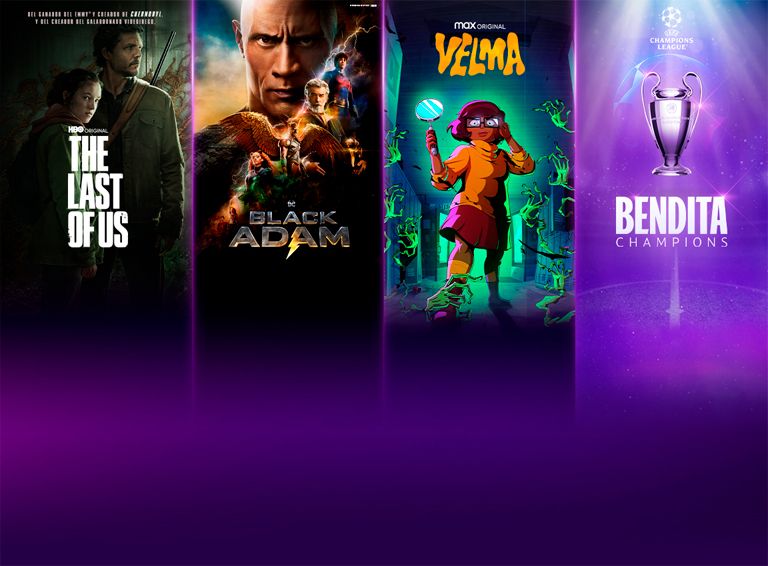 DEL GANADOR DEL EMMY® Y CREADOR DE CHERNOBYL,
Y DEL CREADOR DEL GALARDONADO VIDEOJUEGO.
HBO ORIGINAL
THE
LAST
OF US
DC
BLACK
ADAM
max ORIGINAL
VELMA
CHAMPIONS
LEAGUE
BENDITA
CHAMPIONS